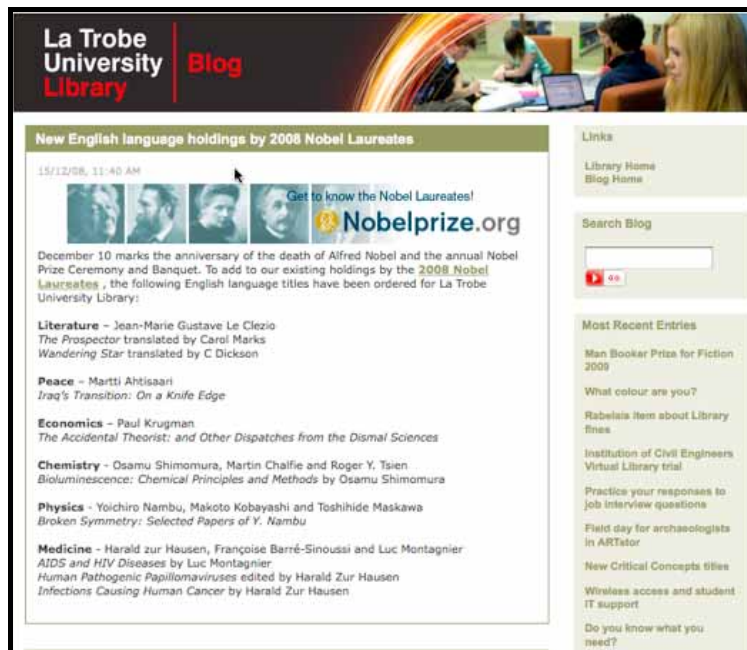 La Trobe
University
Library
Blog
New English language holdings by 2008 Nobel Laureates
15/12/08, 11:40 AM
Get to know the Nobel Laureates!
Nobelprize.org
December 10 marks the anniversary of the death of Alfred Nobel and the annual Nobel
Prize Ceremony and Banquet. To add to our existing holdings by the 2008 Nobel
Laureates , the following English language titles have been ordered for La Trobe
University Library:
Literature – Jean-Marie Gustave Le Clezio
The Prospector translated by Carol Marks
Wandering Star translated by C Dickson
Peace – Martti Ahtisaari
Iraq's Transition: On a Knife Edge
Economics – Paul Krugman
The Accidental Theorist: and Other Dispatches from the Dismal Sciences
Chemistry - Osamu Shimomura, Martin Chalfie and Roger Y. Tsien
Bioluminescence: Chemical Principles and Methods by Osamu Shimomura
Physics - Yoichiro Nambu, Makoto Kobayashi and Toshihide Maskawa
Broken Symmetry: Selected Papers of Y. Nambu
Medicine - Harald zur Hausen, Françoise Barré-Sinoussi and Luc Montagnier
AIDS and HIV Diseases by Luc Montagnier
Human Pathogenic Papillomaviruses edited by Harald Zur Hausen
Infections Causing Human Cancer by Harald Zur Hausen
Links
Library Home
Blog Home
Search Blog
GO
Most Recent Entries
Man Booker Prize for Fiction
2009
What colour are you?
Rabelais item about Library
fines
Institution of Civil Engineers
Virtual Library trial
Practice your responses to
job interview questions
Field day for archaeologists
in ARTstor
New Critical Concepts titles
Wireless access and student
IT support
Do you know what you
need?